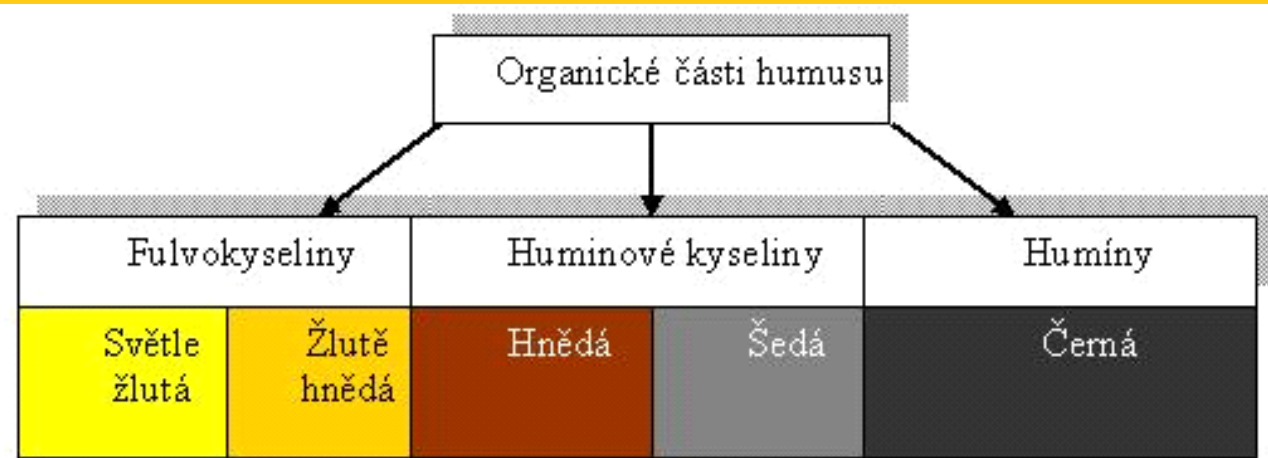 Organické části humusu
Fulvokyseliny
Huminové kyseliny
Humíny
Světle
žlutá
Žlutě
hnědá
Hnědá
Šedá
Černá